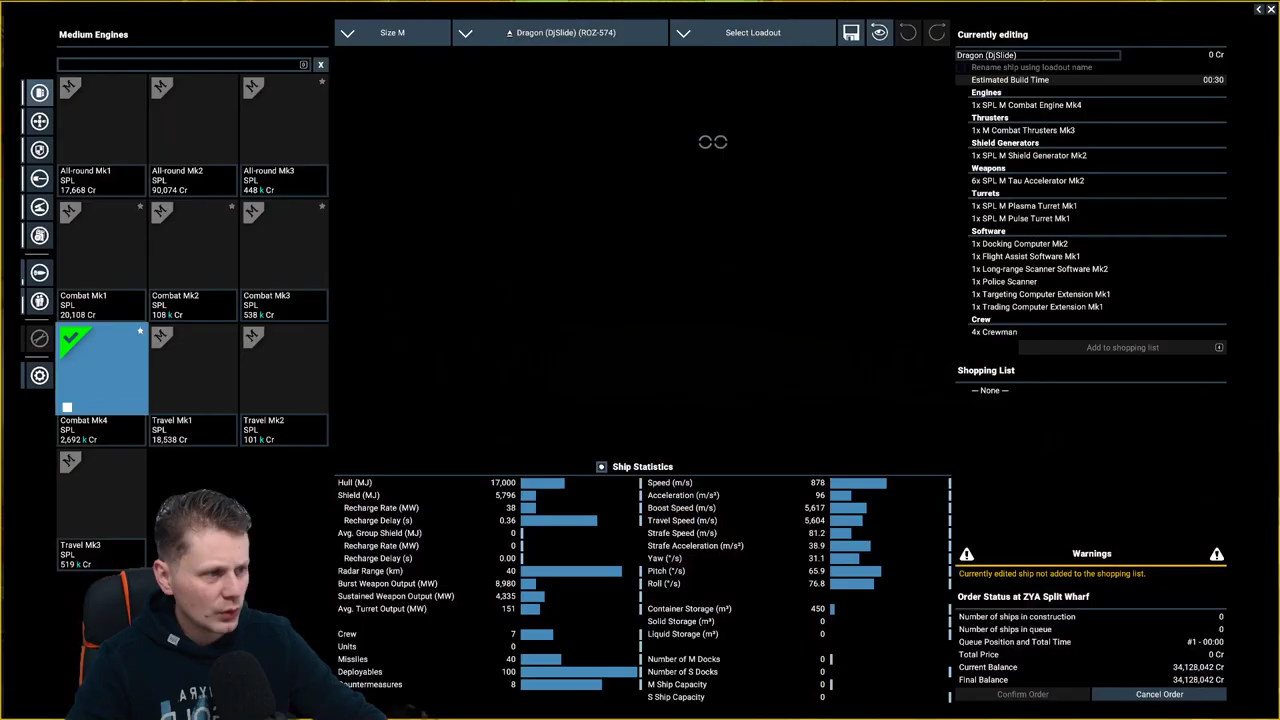 Medium Engines
Size M
Dragon (DjSlide) (ROZ-574)
Select Loadout
x
M
M
M
All-round Mk1
SPL
17,668 Cr
All-round Mk2
SPL
90,074 Cr
All-round Mk3
SPL
448 k Cr
M
M
M
Combat Mk1
SPL
20,108 Cr
Combat Mk2
SPL
108 k Cr
Combat Mk3
SPL
538 k Cr
M
M
Combat Mk4
SPL
2,692 k Cr
Travel Mk1
SPL
18,538 Cr
Travel Mk2
SPL
101 k Cr
M
Travel Mk3
SPL
519 k Cr
Ship Statistics
Hull (MJ) 17,000
Shield (MJ) 5,796
Recharge Rate (MW) 38
Recharge Delay (s) 0.36
Avg. Group Shield (MJ) 0
Recharge Rate (MW) 0
Recharge Delay (s) 0.00
Radar Range (km) 40
Burst Weapon Output (MW) 8,980
Sustained Weapon Output (MW) 4,335
Avg. Turret Output (MW) 151
Crew 7
Units 0
Missiles 40
Deployables 100
Countermeasures 8
Speed (m/s) 878
Acceleration (m/s²) 96
Boost Speed (m/s) 5,617
Travel Speed (m/s) 5,604
Strafe Speed (m/s) 81.2
Strafe Acceleration (m/s²) 38.9
Yaw (°/s) 31.1
Pitch (°/s) 65.9
Roll (°/s) 76.8
Container Storage (m³) 450
Solid Storage (m³) 0
Liquid Storage (m³) 0
Number of M Docks 0
Number of S Docks 0
M Ship Capacity 0
S Ship Capacity 0
Currently editing
Dragon (DjSlide) 0 Cr
Rename ship using loadout name
Estimated Build Time 00:30
Engines
1x SPL M Combat Engine Mk4
Thrusters
1x M Combat Thrusters Mk3
Shield Generators
1x SPL M Shield Generator Mk2
Weapons
6x SPL M Tau Accelerator Mk2
Turrets
1x SPL M Plasma Turret Mk1
1x SPL M Pulse Turret Mk1
Software
1x Docking Computer Mk2
1x Flight Assist Software Mk1
1x Long-range Scanner Software Mk2
1x Police Scanner
1x Targeting Computer Extension Mk1
1x Trading Computer Extension Mk1
Crew
4x Crewman
Add to shopping list
Shopping List
— None —
Warnings
Currently edited ship not added to the shopping list.
Order Status at ZYA Split Wharf
Number of ships in construction 0
Number of ships in queue 0
Queue Position and Total Time #1 - 00:00
Total Price 0 Cr
Current Balance 34,128,042 Cr
Final Balance 34,128,042 Cr
Confirm Order
Cancel Order